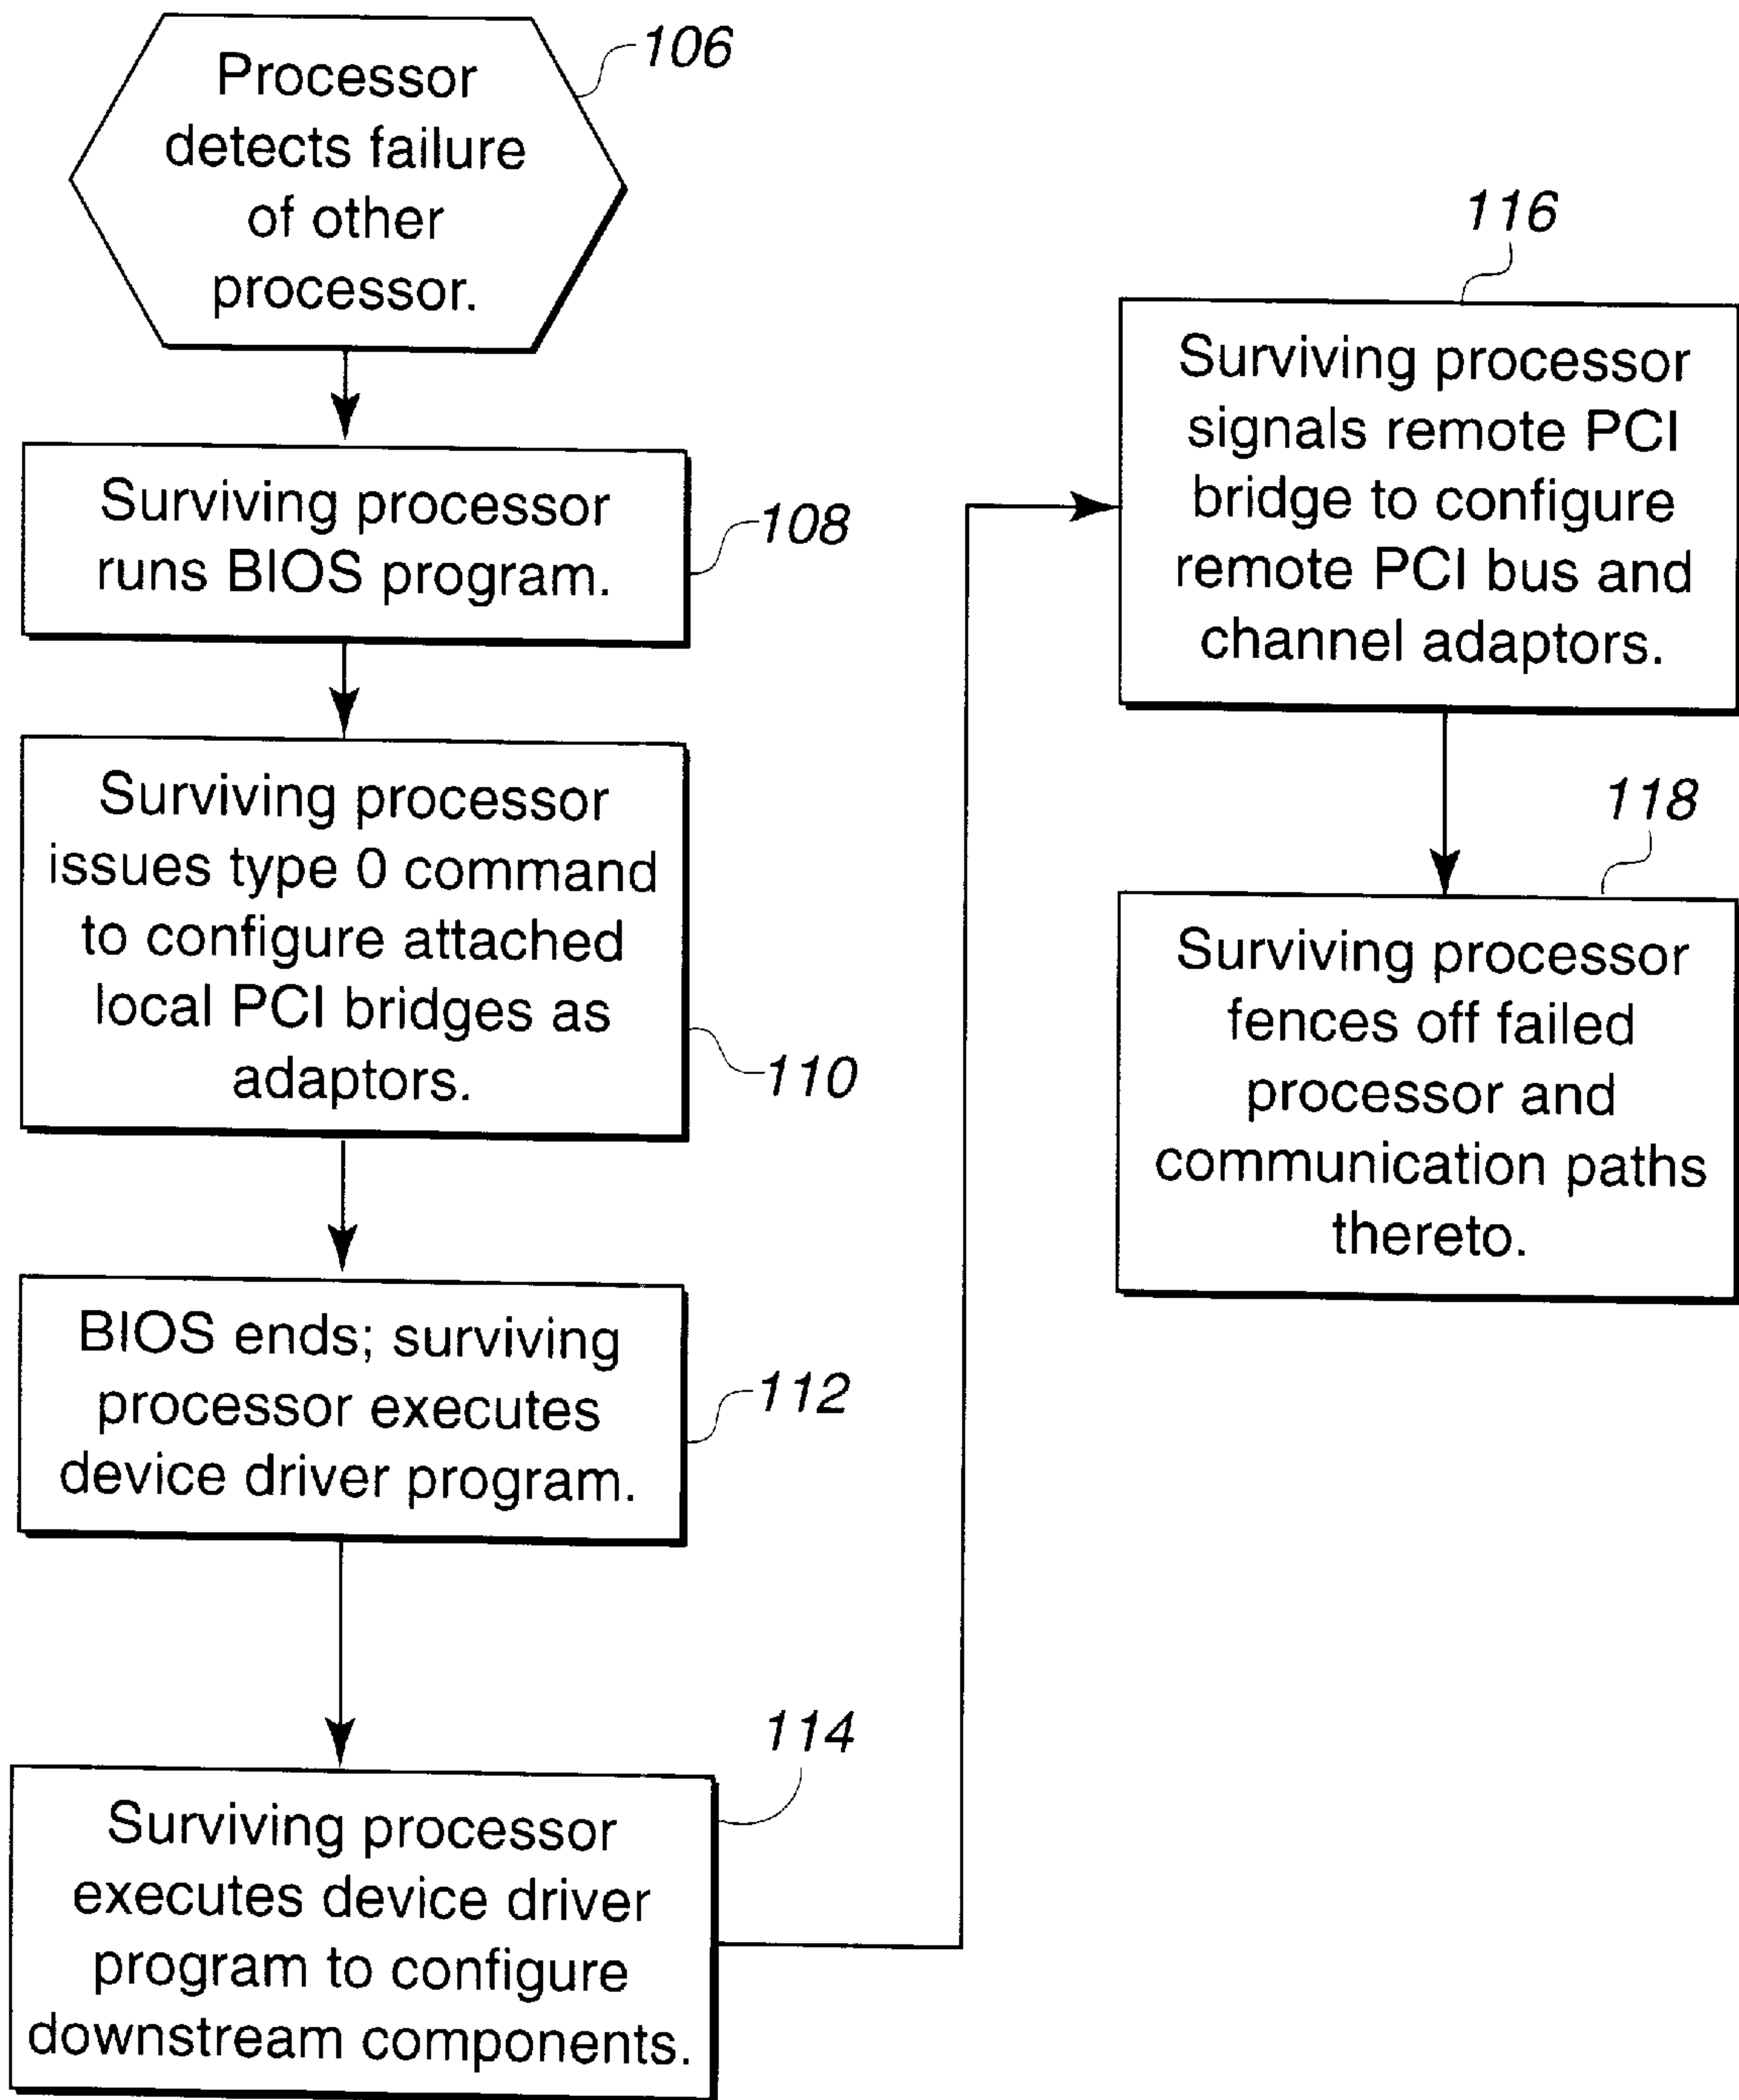 Processor
detects failure
of other
processor.
106
Surviving processor
runs BIOS program.
108
Surviving processor
issues type 0 command
to configure attached
local PCI bridges as
adaptors.
110
BIOS ends; surviving
processor executes
device driver program.
112
114
Surviving processor
executes device driver
program to configure
downstream components.
116
Surviving processor
signals remote PCI
bridge to configure
remote PCI bus and
channel adaptors.
118
Surviving processor
fences off failed
processor and
communication paths
thereto.